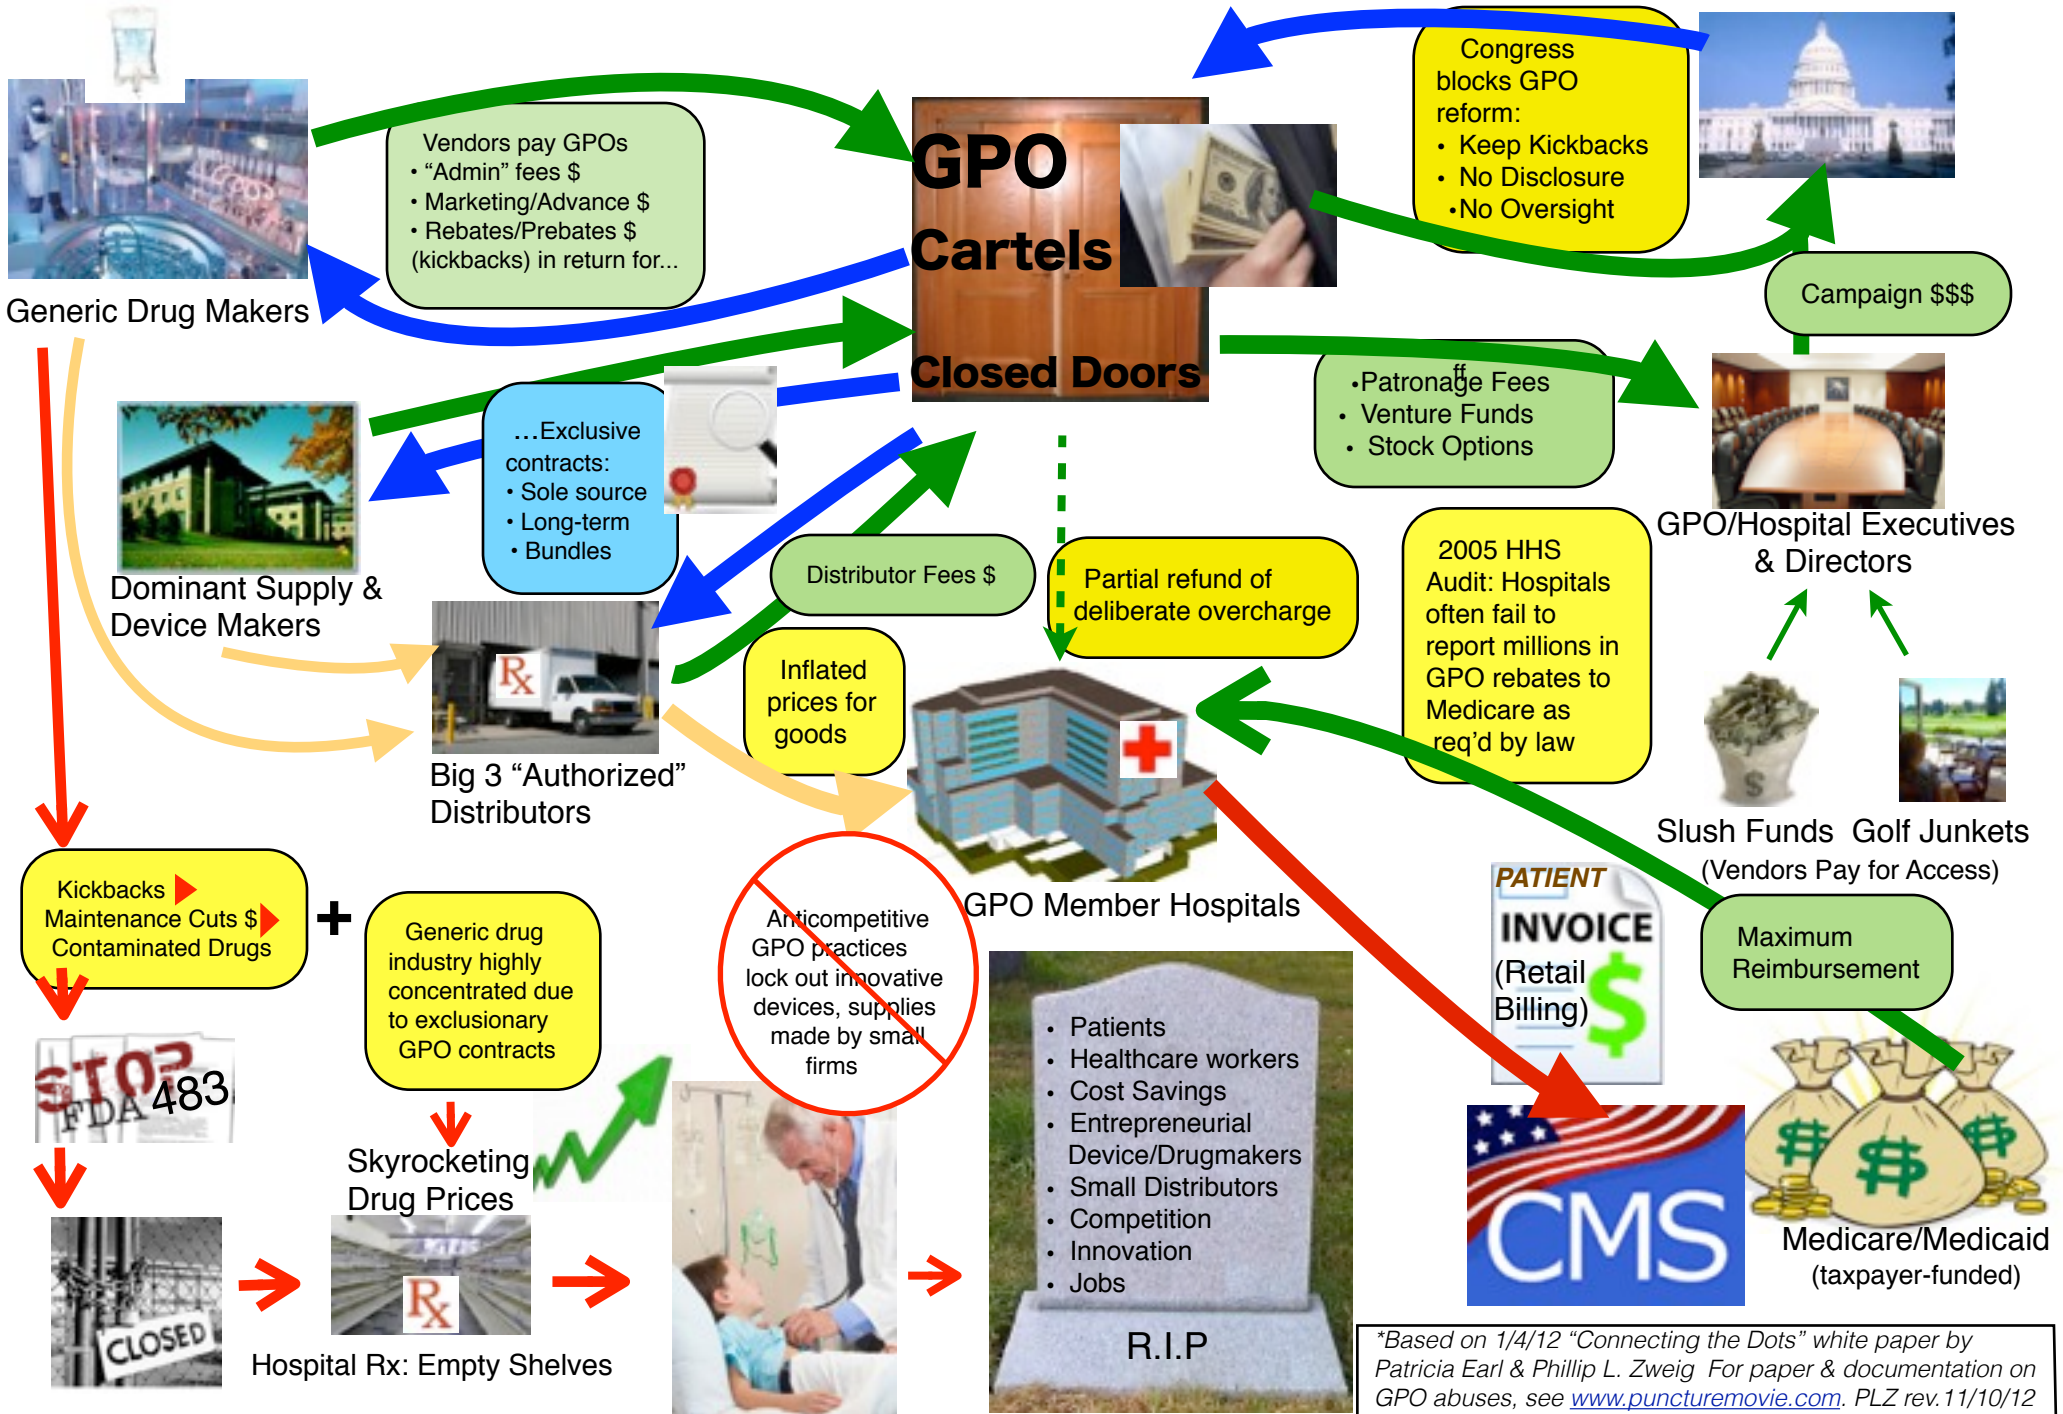 Vendors pay GPOs
• “Admin” fees $
• Marketing/Advance $
• Rebates/Prebates $
(kickbacks) in return for...
Generic Drug Makers
GPO
Cartels
Closed Doors
Congress
blocks GPO
reform:
• Keep Kickbacks
• No Disclosure
•No Oversight
Campaign $$$
ff
•Patronage Fees
• Venture Funds
• Stock Options
GPO/Hospital Executives
& Directors
...Exclusive
contracts:
• Sole source
• Long-term
• Bundles
Dominant Supply &
Device Makers
Distributor Fees $
Partial refund of
deliberate overcharge
2005 HHS
Audit: Hospitals
often fail to
report millions in
GPO rebates to
Medicare as
req’d by law
Rx
Big 3 “Authorized”
Distributors
Inflated
prices for
goods
$
Slush Funds
Golf Junkets
(Vendors Pay for Access)
GPO Member Hospitals
Kickbacks
Maintenance Cuts $
Contaminated Drugs
+
Generic drug
industry highly
concentrated due
to exclusionary
GPO contracts
Anticompetitive
GPO practices
lock out innovative
devices, supplies
made by small
firms
PATIENT
INVOICE
(Retail
Billing)
$
Maximum
Reimbursement
STOP
FDA 483
Skyrocketing
Drug Prices
CLOSED
Rx
Hospital Rx: Empty Shelves
• Patients
• Healthcare workers
• Cost Savings
• Entrepreneurial
Device/Drugmakers
• Small Distributors
• Competition
• Innovation
• Jobs
R.I.P
CMS
$ $ $
Medicare/Medicaid
(taxpayer-funded)
*Based on 1/4/12 “Connecting the Dots” white paper by
Patricia Earl & Phillip L. Zweig For paper & documentation on
GPO abuses, see www.puncturemovie.com. PLZ rev.11/10/12